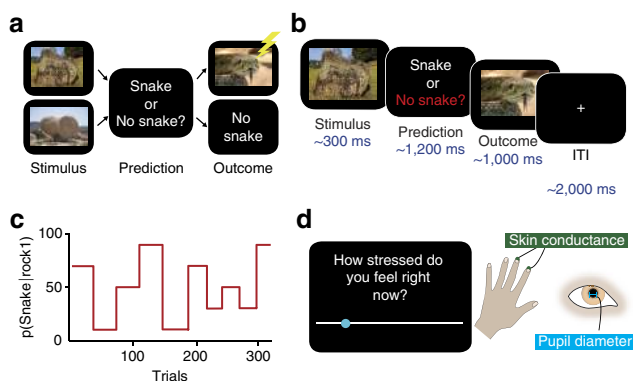 a
Snake
or
No snake?
No
snake
Stimulus
Prediction
Outcome
b
Snake
or
No snake?
+
Stimulus
~300 ms
Prediction
~1,200 ms
Outcome
~1,000 ms
ITI
~2,000 ms
c
p(Snake|rock1)
100
50
0
100
200
300
Trials
d
How stressed do
you feel right
now?
Skin conductance
Pupil diameter